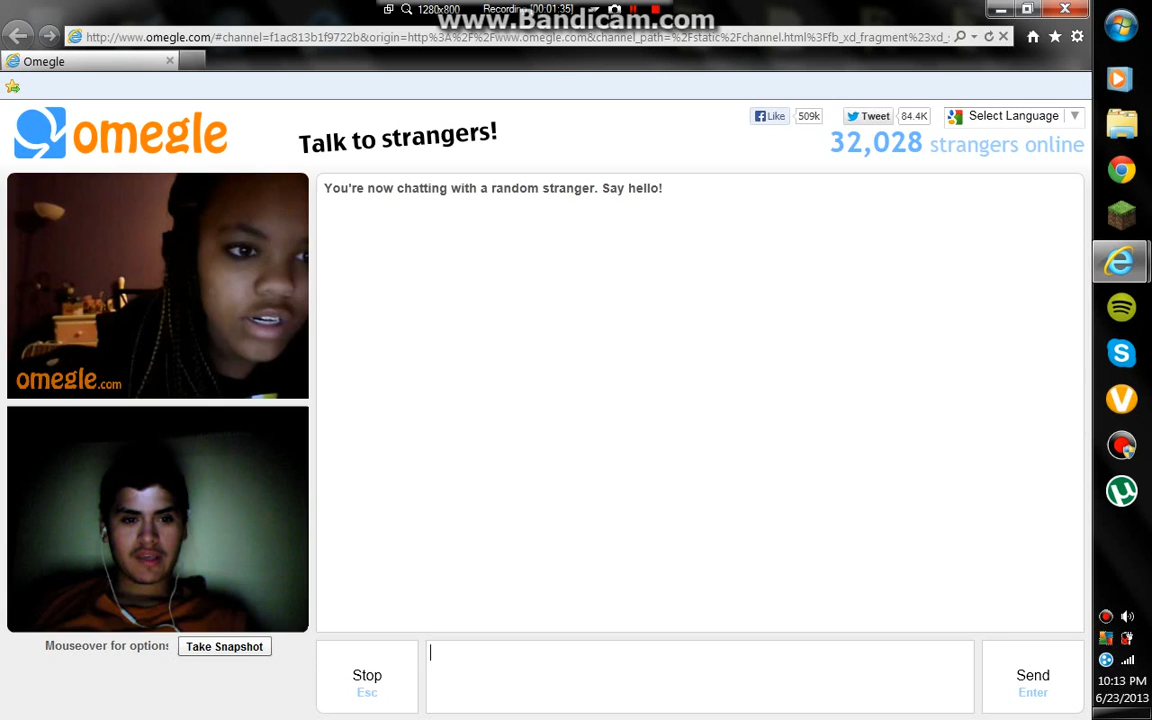 1280x800 Recording [00:01:35]
www.Bandicam.com
http://www.omegle.com/#channel=f1ac813b1f9722b&origin=http%3A%2F%2Fwww.omegle.com&channel_path=%2Fstatic%2Fchannel.html%3Ffb_xd_fragment%23xd_s
Omegle
omegle
Talk to strangers!
Like 509k Tweet 84.4K Select Language
32,028 strangers online
You're now chatting with a random stranger. Say hello!
omegle.com
Mouseover for options Take Snapshot
Stop
Esc
Send
Enter
10:13 PM
6/23/2013